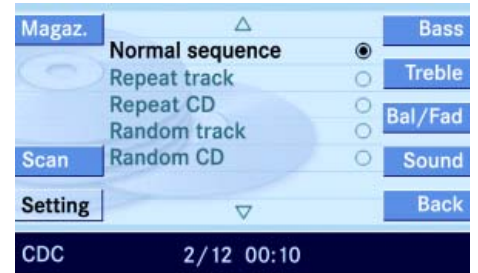 Magaz.
Normal sequence
Repeat track
Repeat CD
Random track
Random CD
Scan
Setting
Bass
Treble
Bal/Fad
Sound
Back
CDC 2/12 00:10